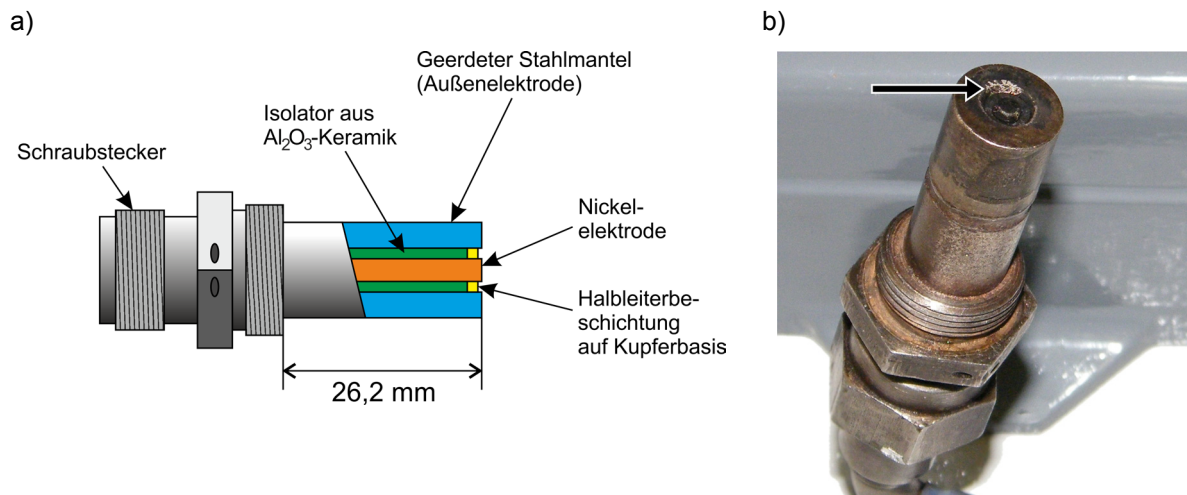 a)
b)
Geerdeter Stahlmantel
(Außenelektrode)
Isolator aus
Al₂O₃-Keramik
Schraubstecker
Nickel-
elektrode
Halbleiterbe-
schichtung
auf Kupferbasis
26,2 mm